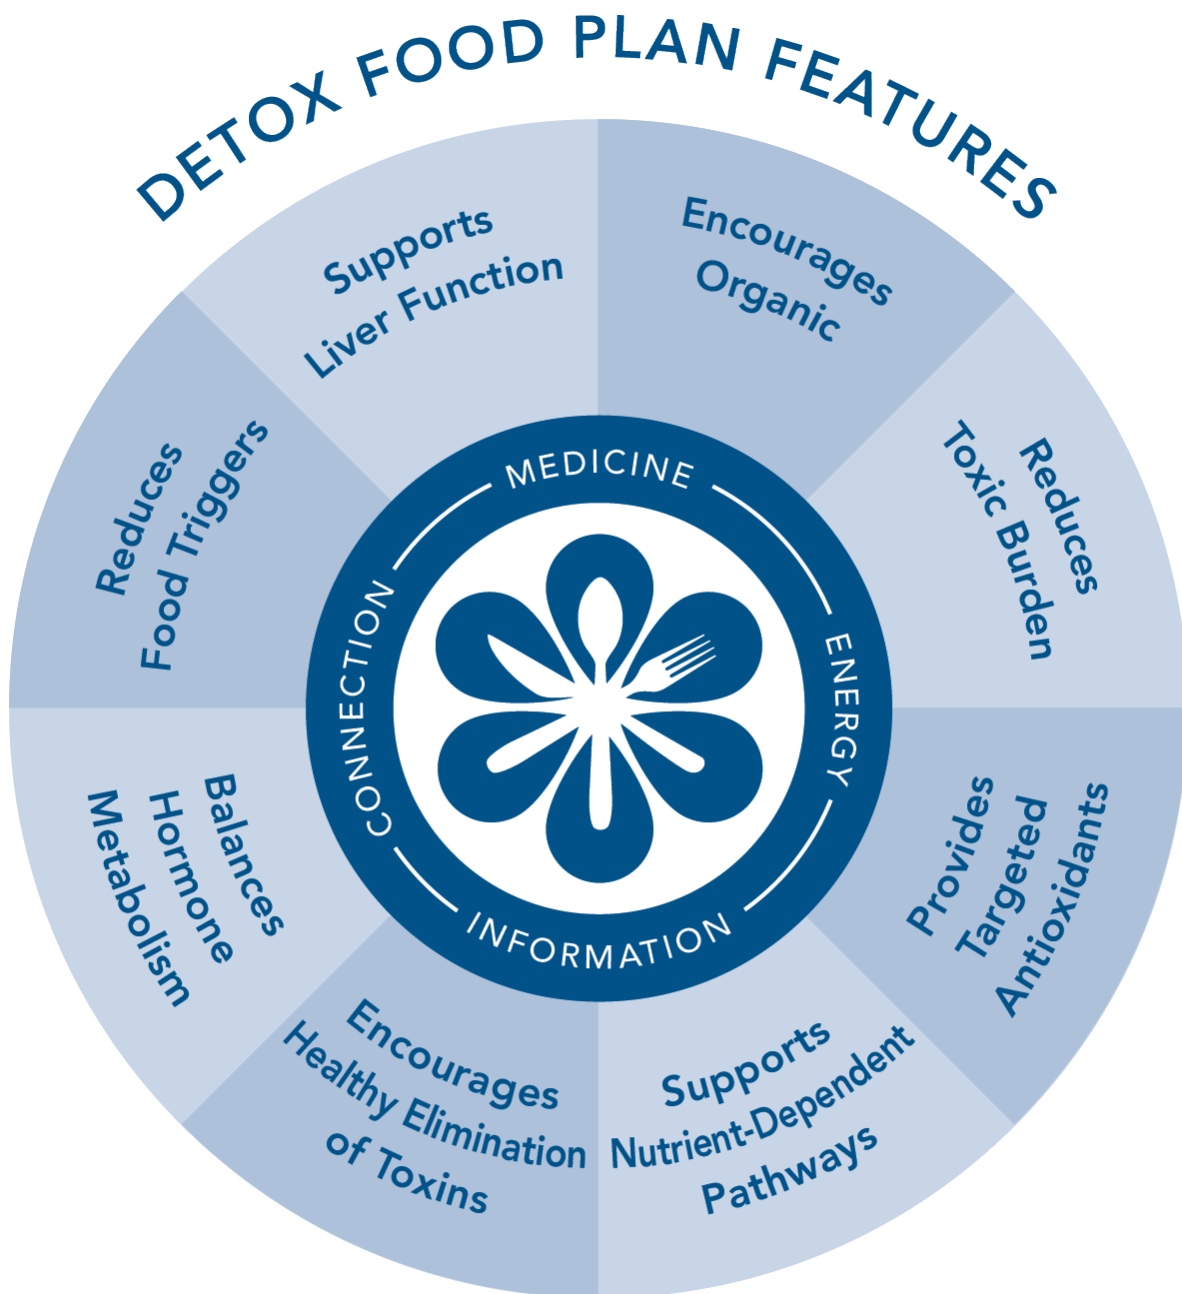 DETOX FOOD PLAN FEATURES
Encourages
Organic
Reduces
Toxic Burden
Provides
Targeted
Antioxidants
Supports
Nutrient-Dependent
Pathways
Encourages
Healthy Elimination
of Toxins
Balances
Hormone
Metabolism
Reduces
Food Triggers
Supports
Liver Function
MEDICINE
ENERGY
INFORMATION
CONNECTION